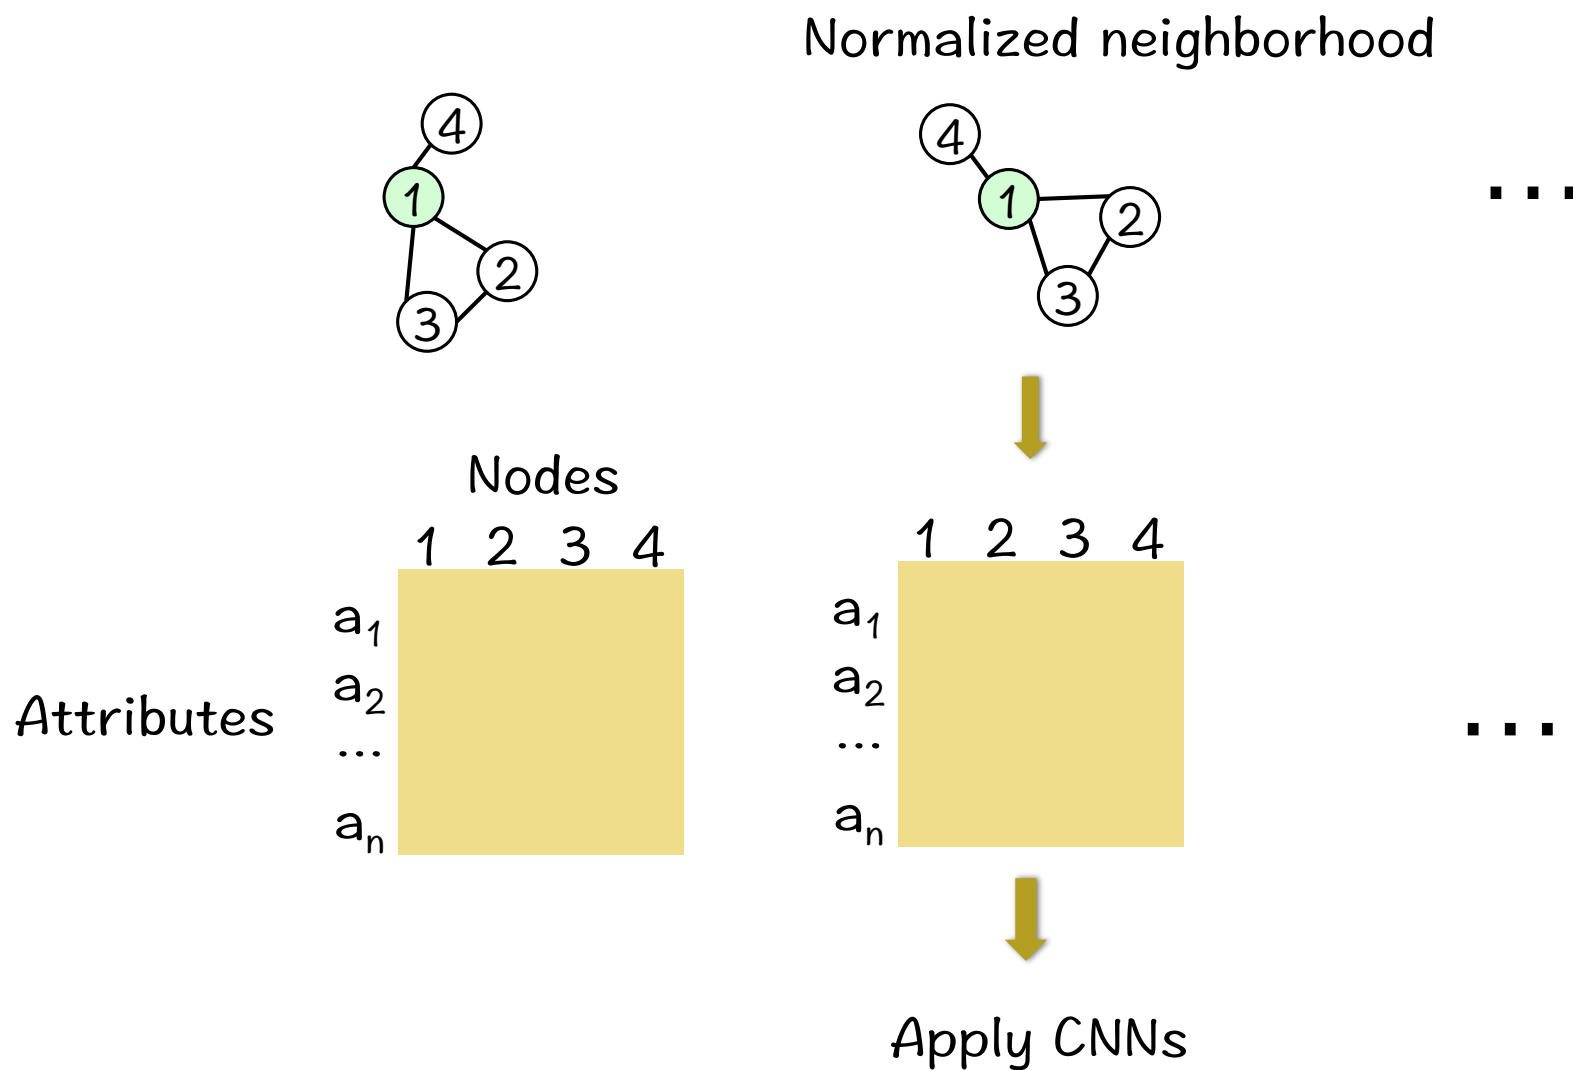 Normalized neighborhood
4
1
2
3
4
1
2
3
...
Nodes
1 2 3 4
a1
a2
...
an
Attributes
1 2 3 4
a1
a2
...
an
...
Apply CNNs